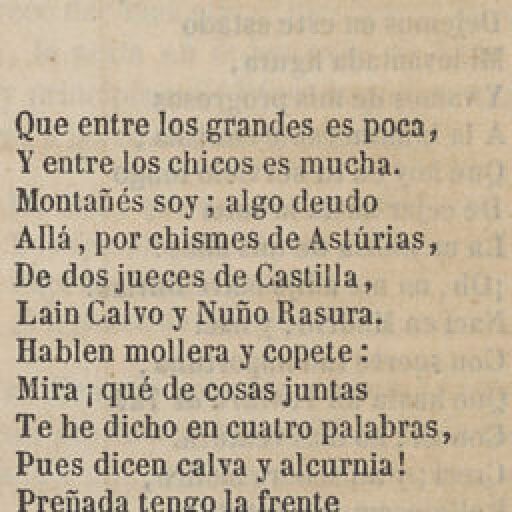 Que entre los grandes es poca,
Y entre los chicos es mucha.
Montañés soy; algo deudo
Allá, por chismes de Astúrias,
De dos jueces de Castilla,
Lain Calvo y Nuño Rasura.
Hablen mollera y copete:
Mira ¡ qué de cosas juntas
Te he dicho en cuatro palabras,
Pues dicen calva y alcurnia!
Preñada tengo la frente